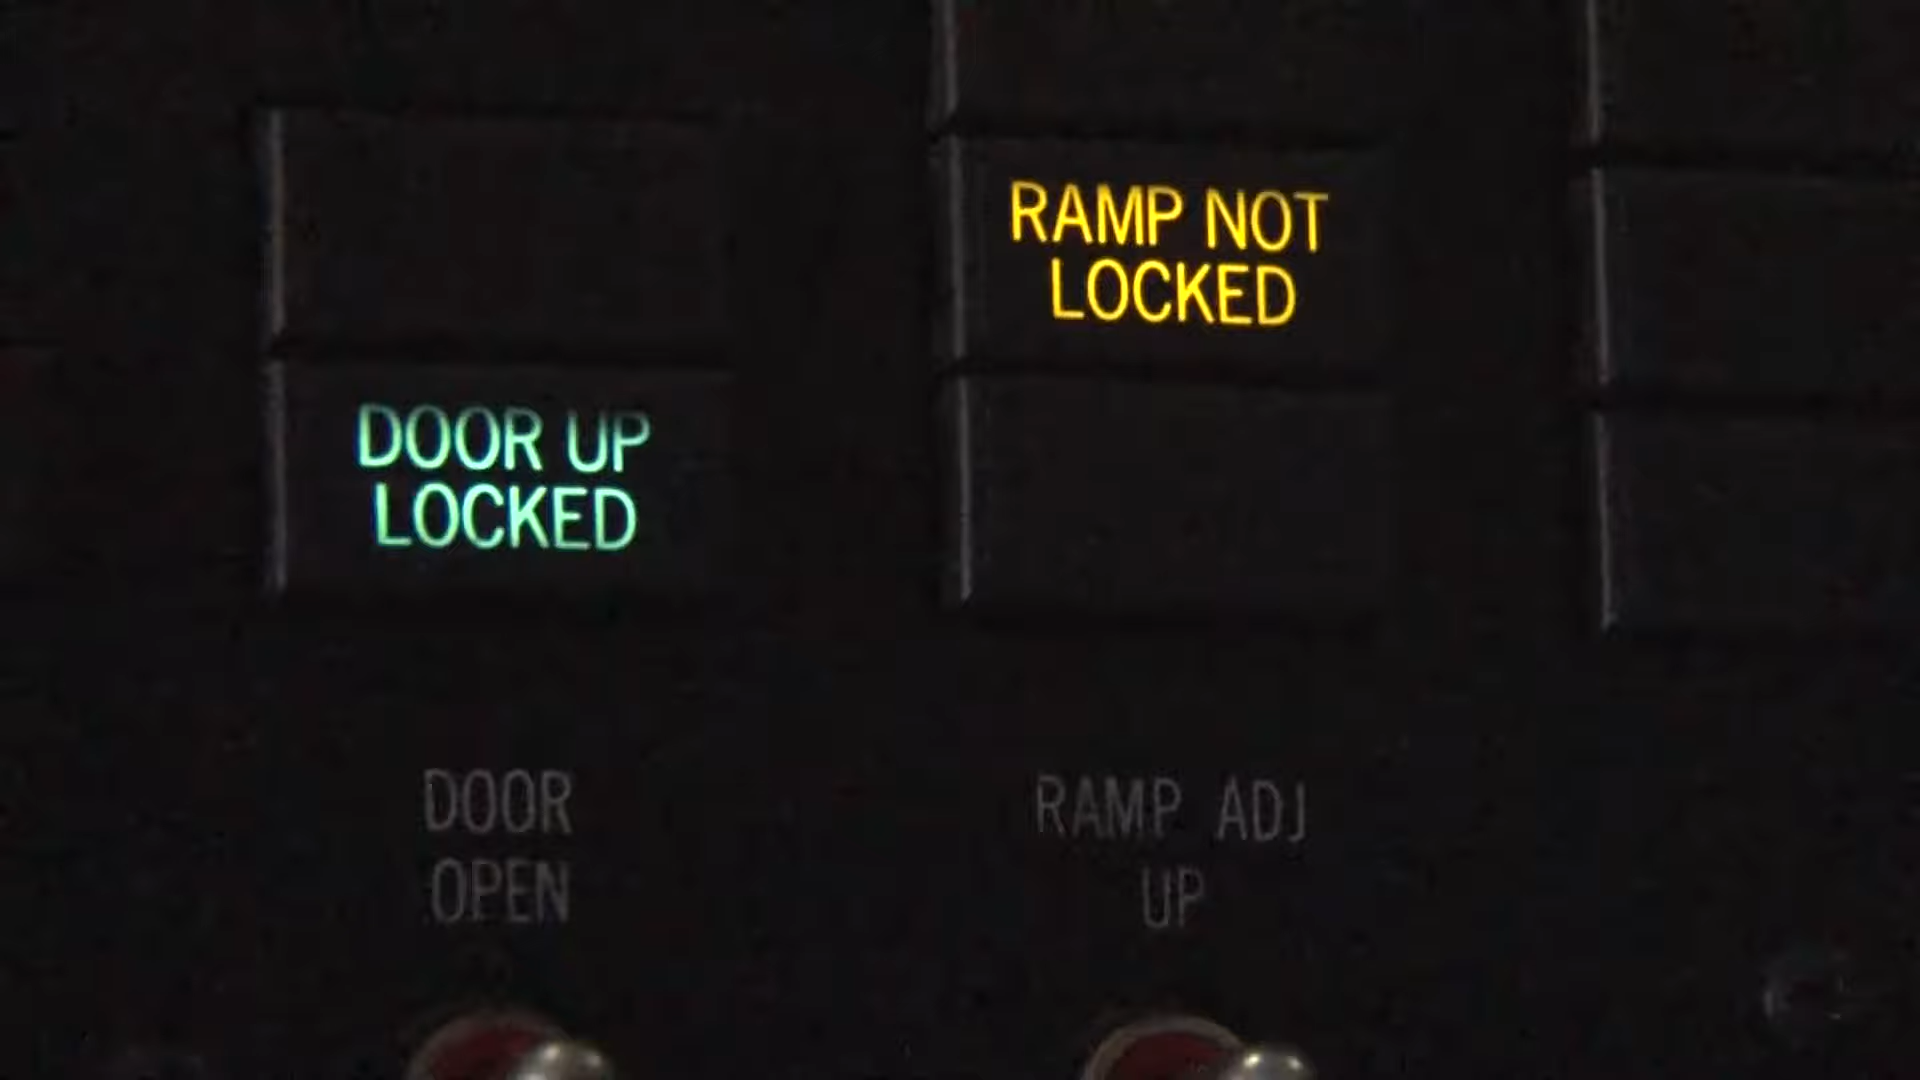 RAMP NOT
LOCKED
DOOR UP
LOCKED
DOOR
OPEN
RAMP ADJ
UP